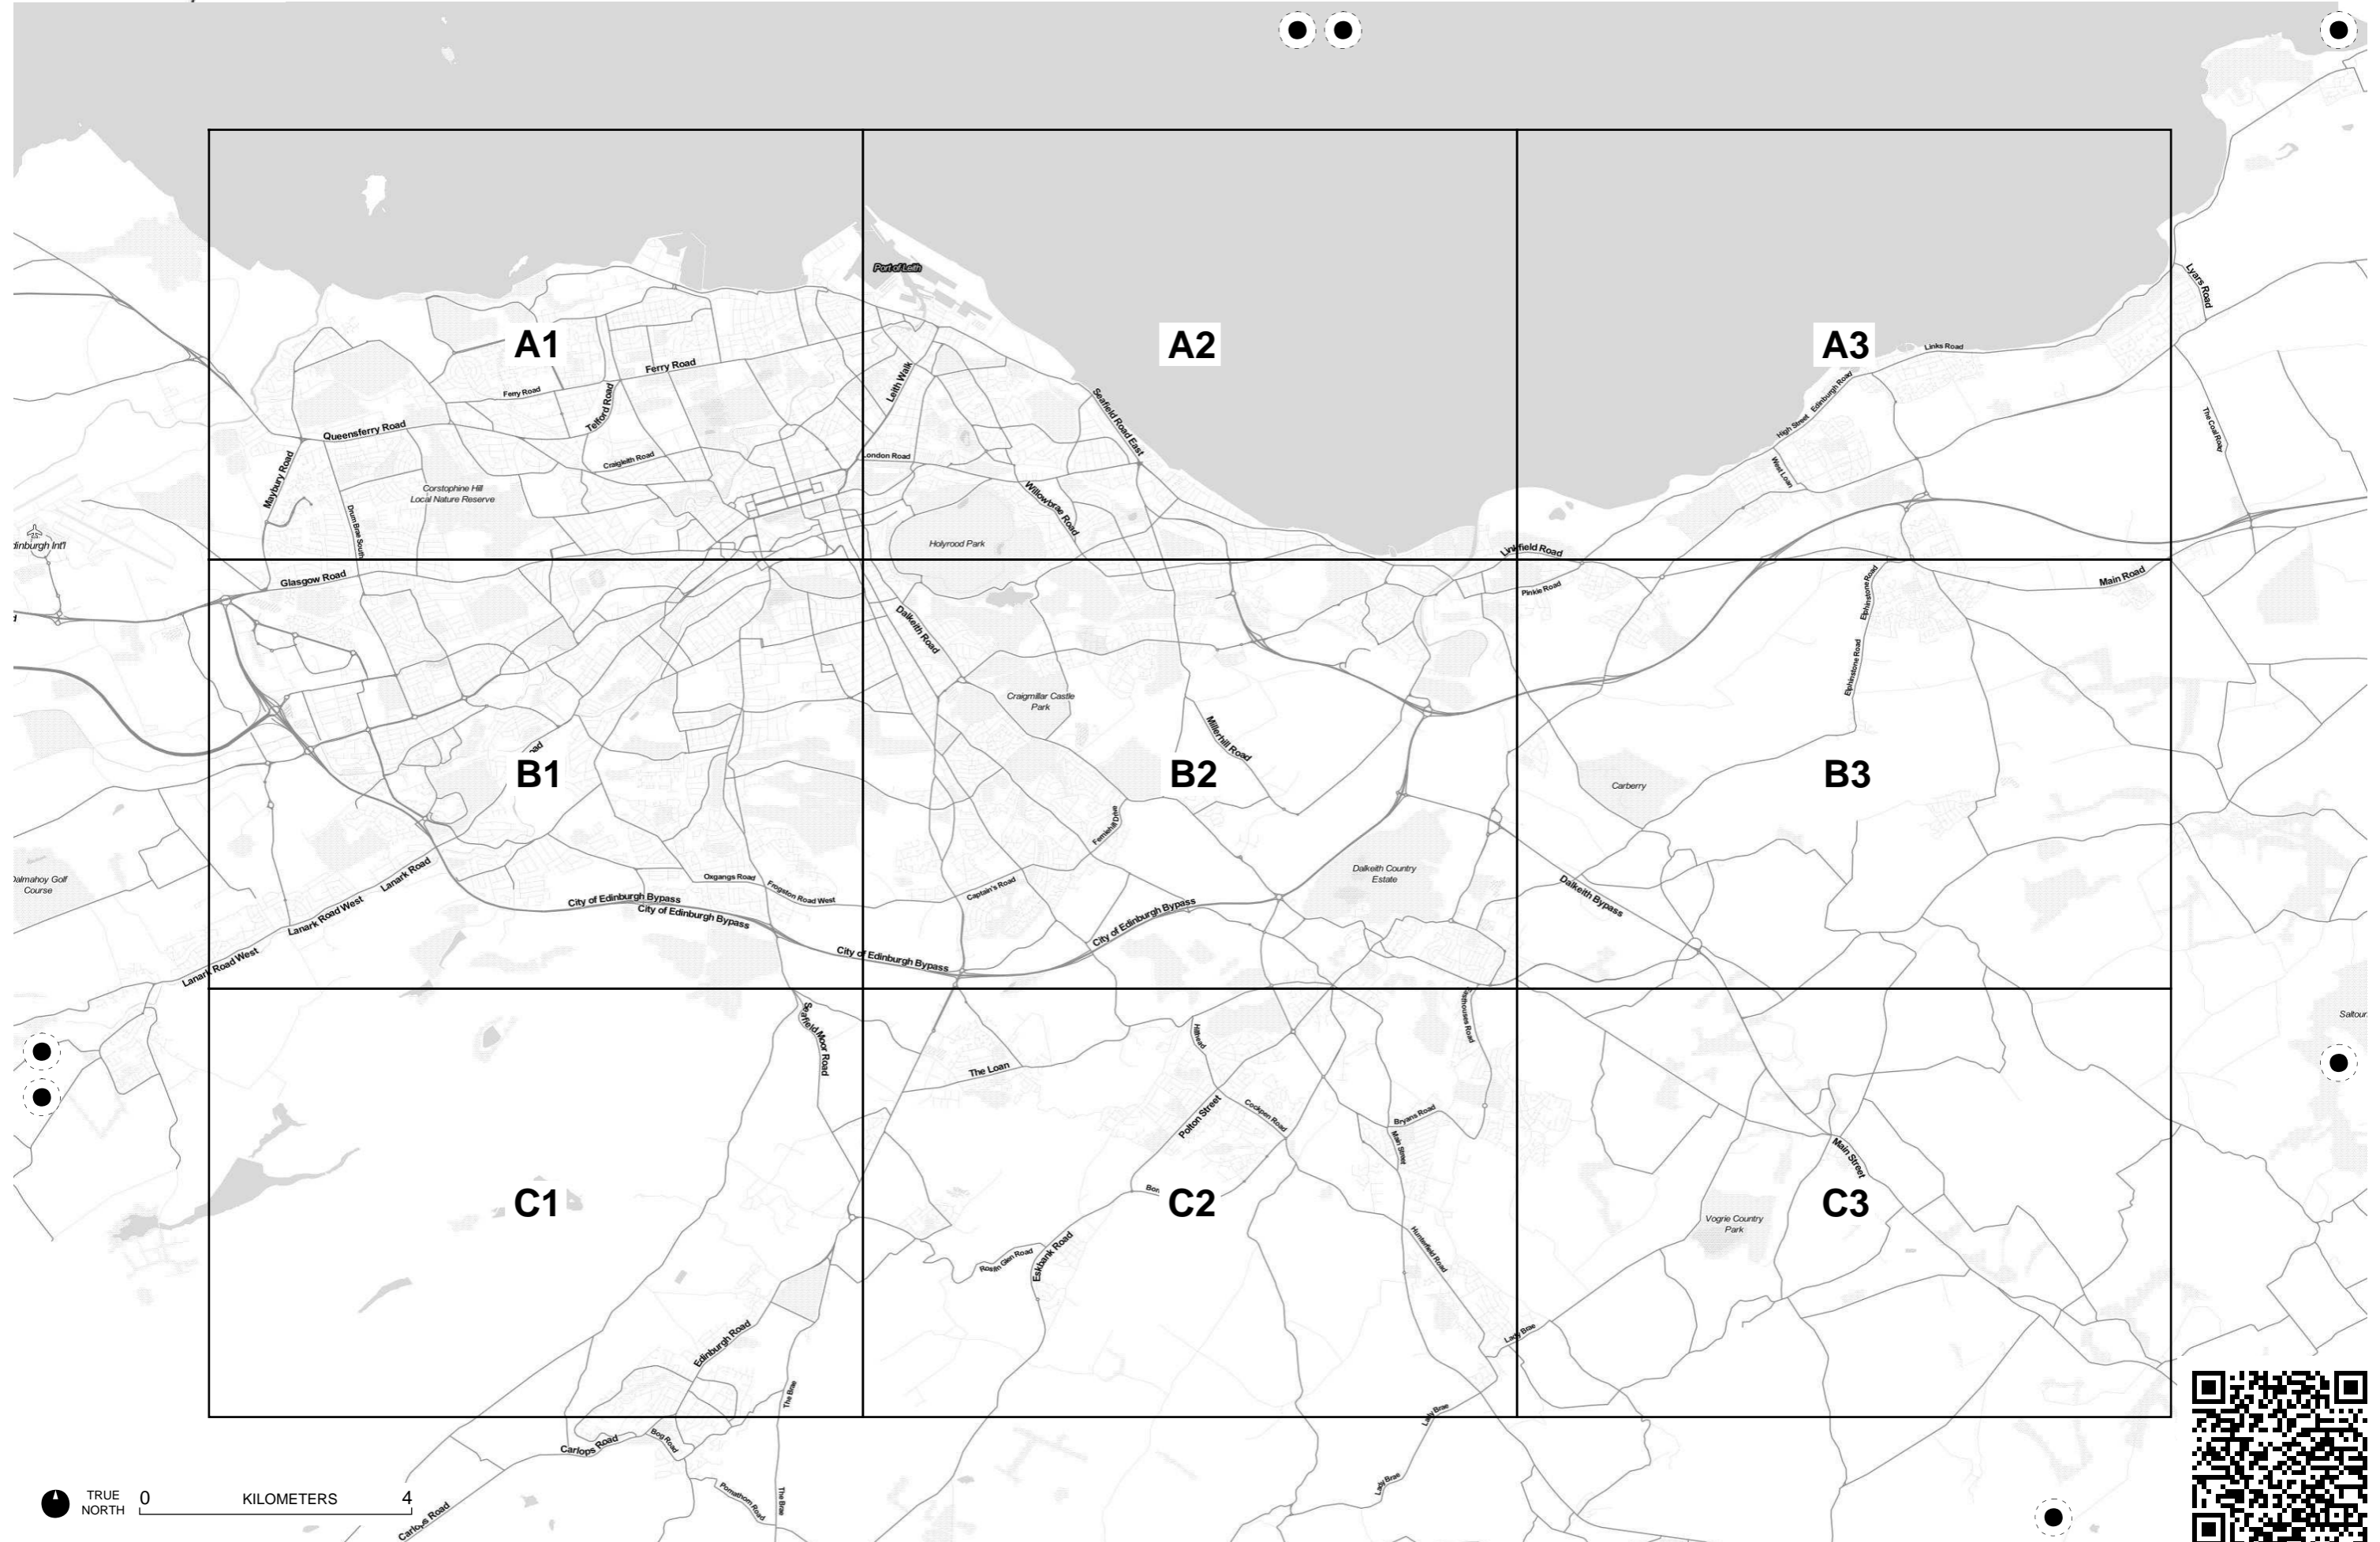 Port of Leith
Lyars Road
A1
A2
A3
Links Road
Ferry Road
Leith Walk
Ferry Road
Edinburgh Road
Telford Road
Seafield Road East
High Street
The Coal Road
Queensferry Road
London Road
Craigleith Road
West Loan
Maybury Road
Corstophine Hill
Local Nature Reserve
Willowbrae Road
Drum Brae South
Holyrood Park
Linkfield Road
Glasgow Road
Pinkie Road
Elphinstone Road
Main Road
Dalkeith Road
Elphinstone Road
Craigmillar Castle
Park
Millerhill Road
B1
B2
B3
Carberry
Ferniehill Drive
Dalkeith Country
Estate
Lanark Road
Oxgangs Road
Frogston Road West
Captain's Road
Dalkeith Bypass
City of Edinburgh Bypass
City of Edinburgh Bypass
Lanark Road West
City of Edinburgh Bypass
City of Edinburgh Bypass
Lanark Road West
Seafield Moor Road
Hillhead
The Loan
Polton Street
Cockpen Road
Bryans Road
Main Street
Main Street
C1
C2
C3
Vogrie Country
Park
Roslin Glen Road
Eskbank Road
Hunterfield Road
Edinburgh Road
Lady Brae
The Brae
Lady Brae
Carlops Road
Bog Road
Lady Brae
Pomathorn Road
The Brae
Carlops Road
TRUE
NORTH
0 KILOMETERS 4